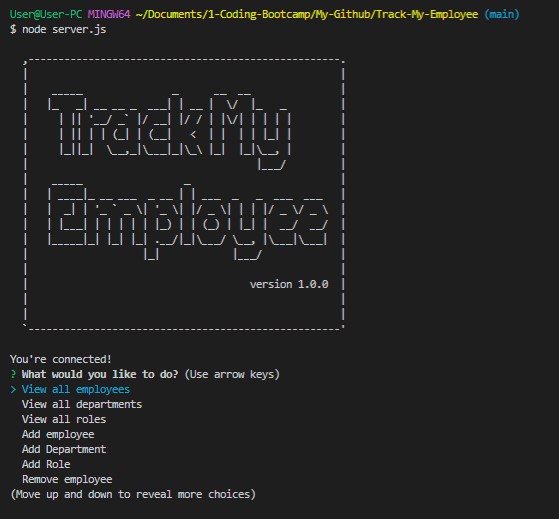 User@User-PC MINGW64 ~/Documents/1-Coding-Bootcamp/My-Github/Track-My-Employee (main)
$ node server.js
Track My
Employee
version 1.0.0
You're connected!
? What would you like to do? (Use arrow keys)
> View all employees
View all departments
View all roles
Add employee
Add Department
Add Role
Remove employee
(Move up and down to reveal more choices)